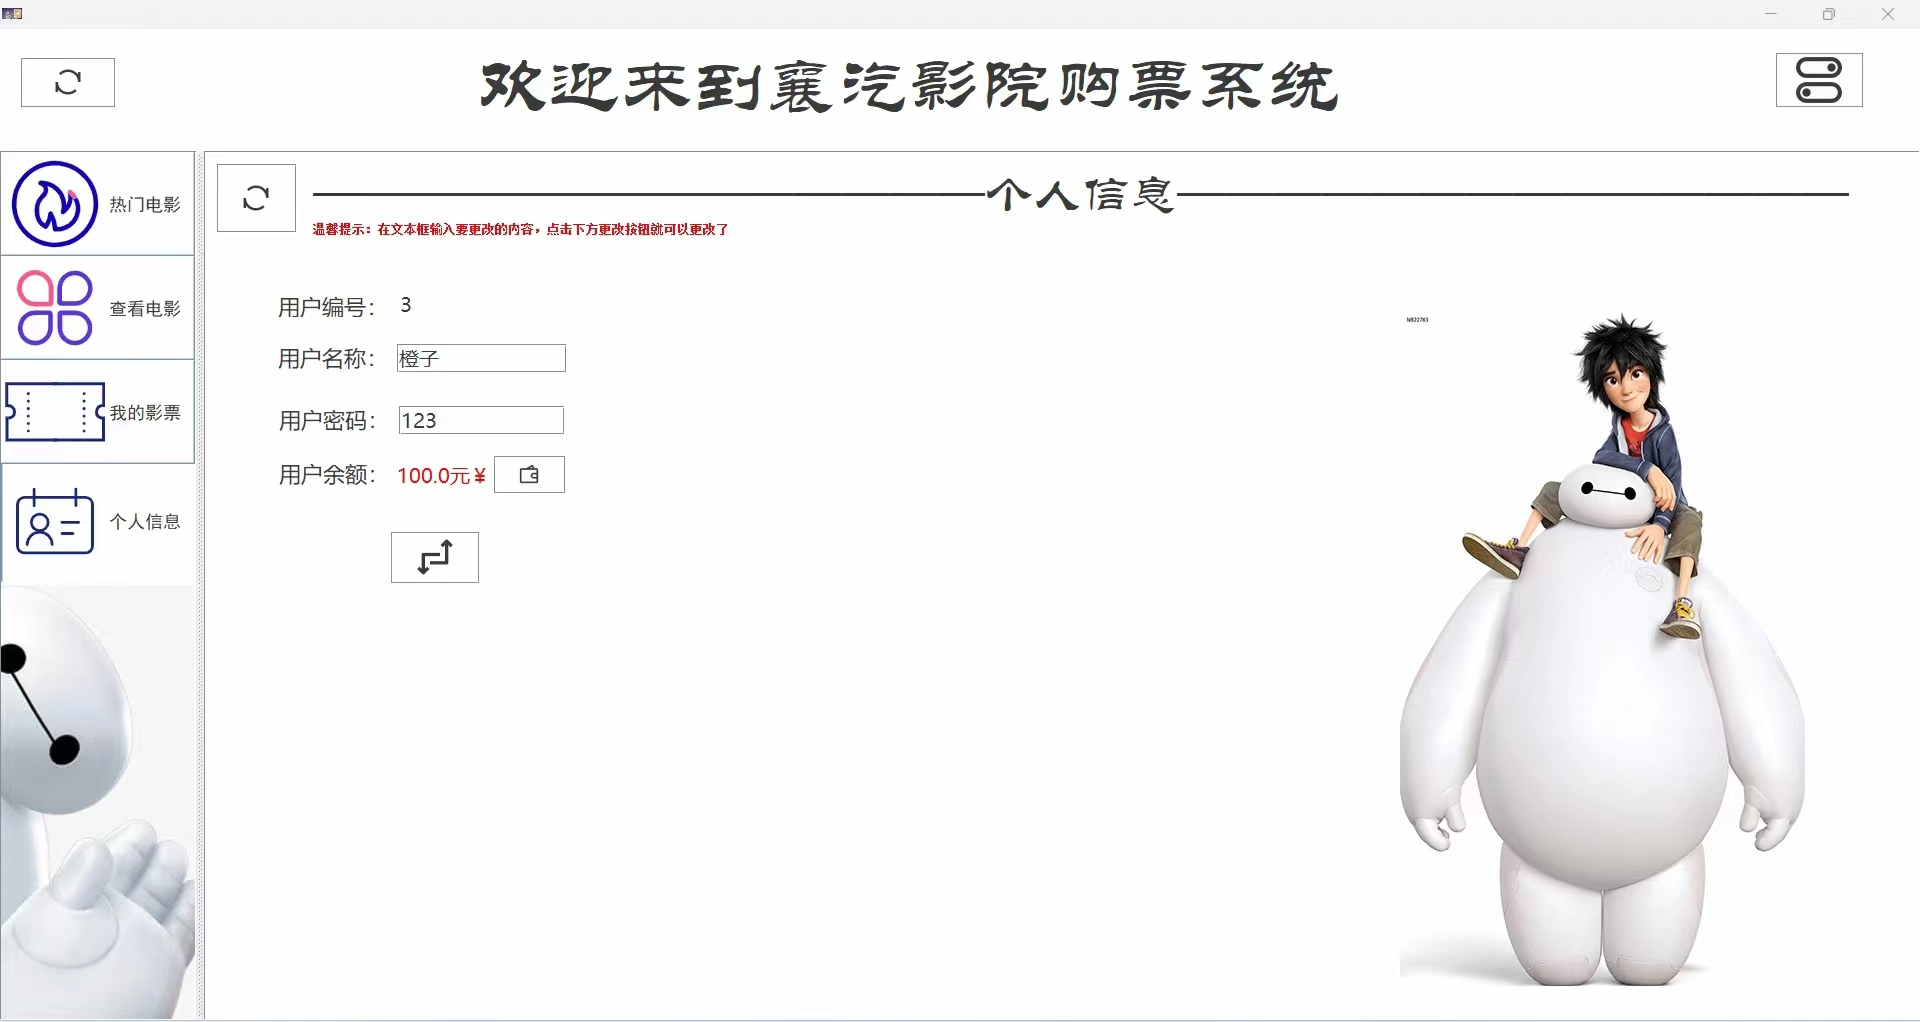 欢迎来到襄汽影院购票系统
热门电影
查看电影
我的影票
个人信息
个人信息
温馨提示：在文本框输入要更改的内容，点击下方更改按钮就可以更改了
用户编号： 3
用户名称： 橙子
用户密码： 123
用户余额： 100.0元¥
NB22783